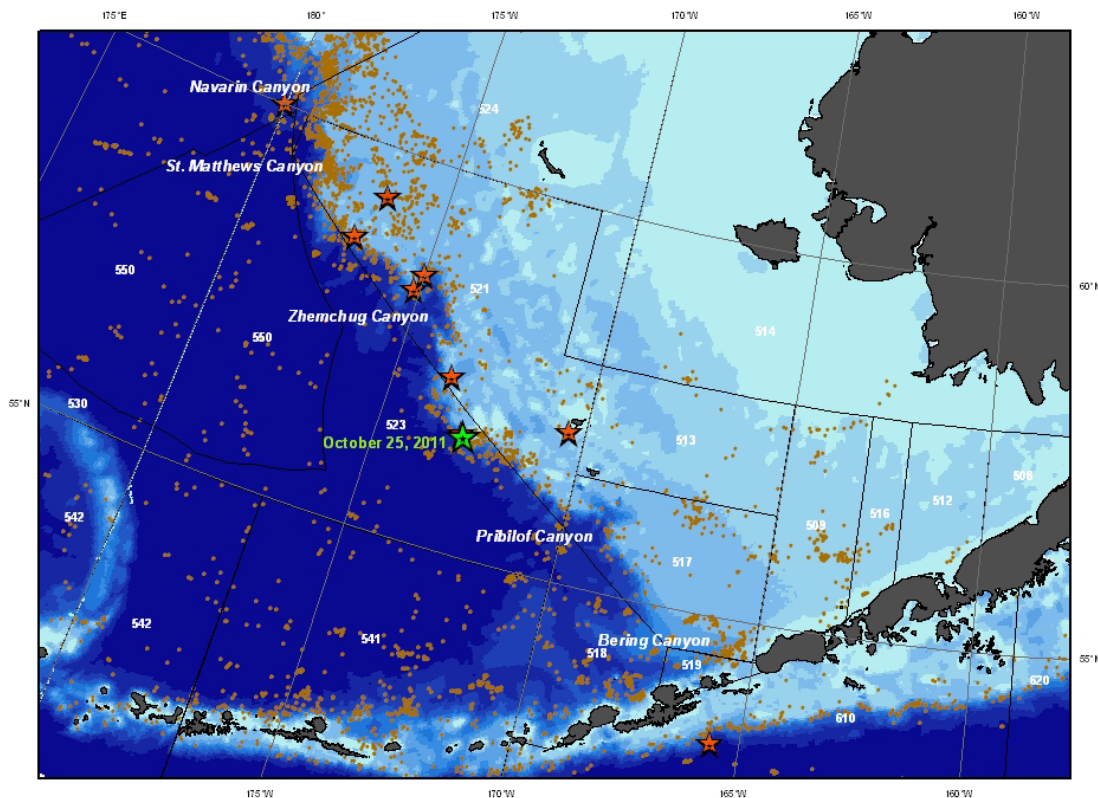 175°E 180° 175°W 170°W 165°W 160°W
Navarin Canyon
524
St. Matthews Canyon
550
60°N
521
Zhemchug Canyon
514
550
55°N
530
523
October 25, 2011
513
508
512
542
516
509
Pribilof Canyon
517
542
541
Bering Canyon
518
519
55°N
620
610
175°W 170°W 165°W 160°W